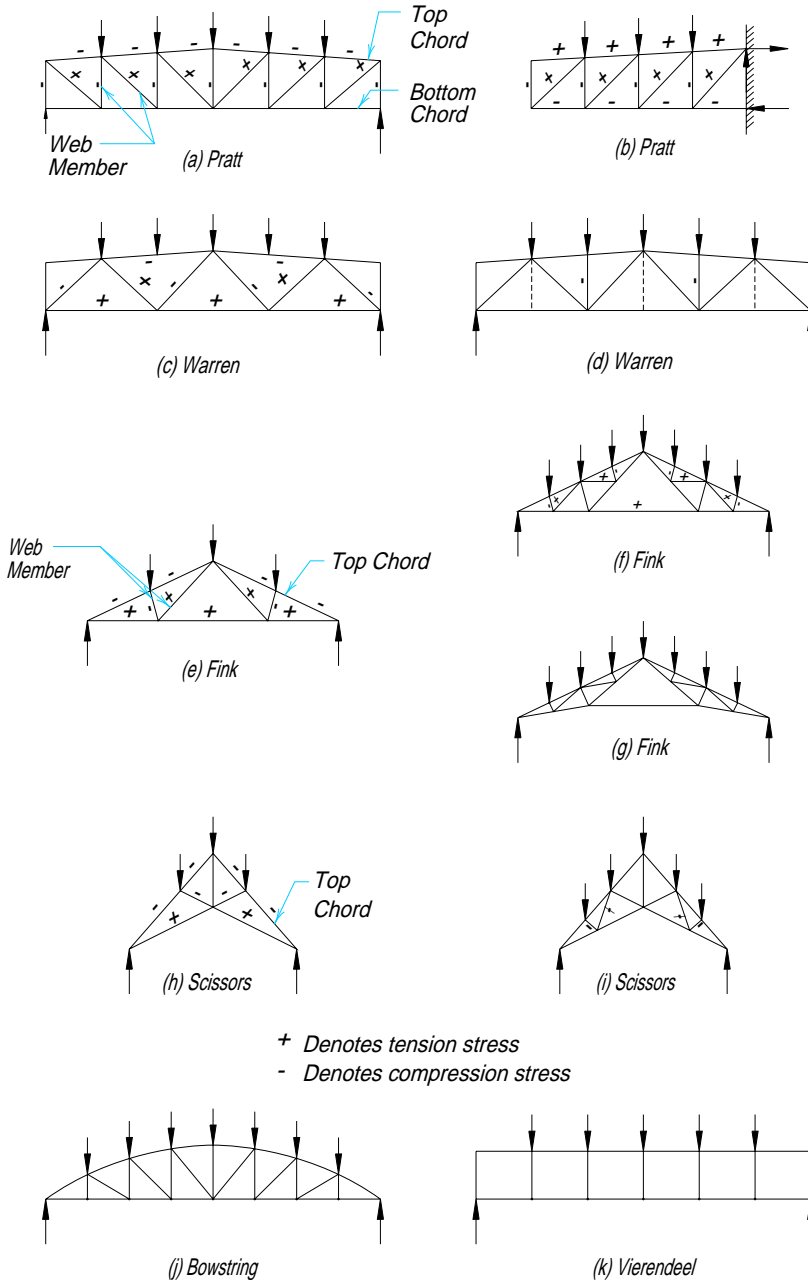 Top
Chord
Bottom
Chord
Web
Member
(a) Pratt
(b) Pratt
(c) Warren
(d) Warren
Web
Member
Top Chord
(e) Fink
(f) Fink
(g) Fink
Top
Chord
(h) Scissors
(i) Scissors
+ Denotes tension stress
- Denotes compression stress
(j) Bowstring
(k) Vierendeel